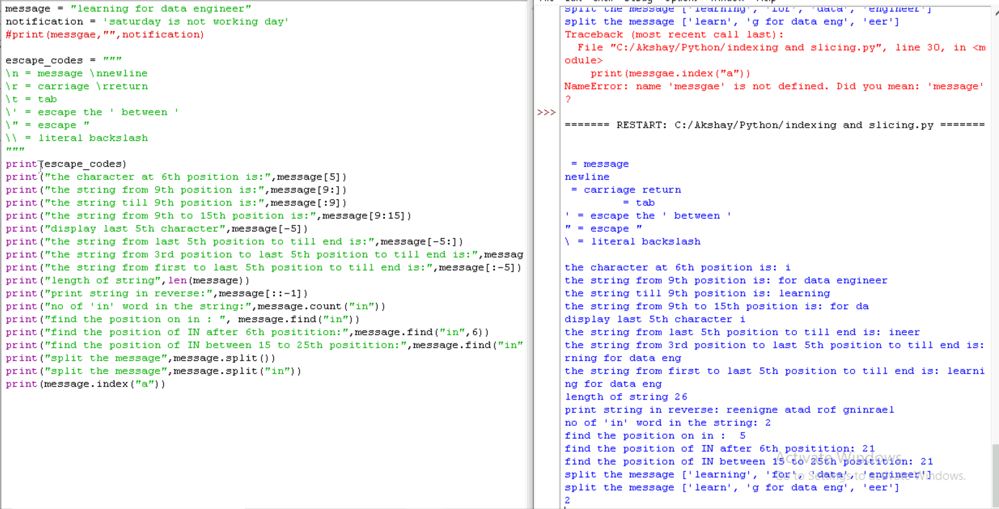 message = "learning for data engineer"
notification = 'saturday is not working day'
#print(messgae,"",notification)
escape_codes = """
\n = message \nnewline
\r = carriage \rreturn
\t = tab
\' = escape the ' between '
\" = escape "
\\ = literal backslash
"""
print(escape_codes)
print("the character at 6th position is:",message[5])
print("the string from 9th position is:",message[9:])
print("the string till 9th position is:",message[:9])
print("the string from 9th to 15th position is:",message[9:15])
print("display last 5th character",message[-5])
print("the string from last 5th position to till end is:",message[-5:])
print("the string from 3rd position to last 5th position to till end is:",messag
print("the string from first to last 5th position to till end is:",message[:-5])
print("length of string",len(message))
print("print string in reverse:",message[::-1])
print("no of 'in' word in the string:",message.count("in"))
print("find the position on in : ", message.find("in"))
print("find the position of IN after 6th positition:",message.find("in",6))
print("find the position of IN between 15 to 25th positition:",message.find("in"
print("split the message",message.split())
print("split the message",message.split("in"))
print(message.index("a"))
split the message ['learning', 'for', 'data', 'engineer']
split the message ['learn', 'g for data eng', 'eer']
Traceback (most recent call last):
File "C:/Akshay/Python/indexing and slicing.py", line 30, in <m
odule>
print(messgae.index("a"))
NameError: name 'messgae' is not defined. Did you mean: 'message'
?
>>>
======= RESTART: C:/Akshay/Python/indexing and slicing.py =======
= message
newline
= carriage return
= tab
' = escape the ' between '
" = escape "
\ = literal backslash
the character at 6th position is: i
the string from 9th position is: for data engineer
the string till 9th position is: learning
the string from 9th to 15th position is: for da
display last 5th character i
the string from last 5th position to till end is: ineer
the string from 3rd position to last 5th position to till end is:
rning for data eng
the string from first to last 5th position to till end is: learni
ng for data eng
length of string 26
print string in reverse: reenigne atad rof gninrael
no of 'in' word in the string: 2
find the position on in :  5
find the position of IN after 6th positition: 21
find the position of IN between 15 to 25th positition: 21
split the message ['learning', 'for', 'data', 'engineer']
split the message ['learn', 'g for data eng', 'eer']
2
Activate Windows
Go to Settings to activate Windows.